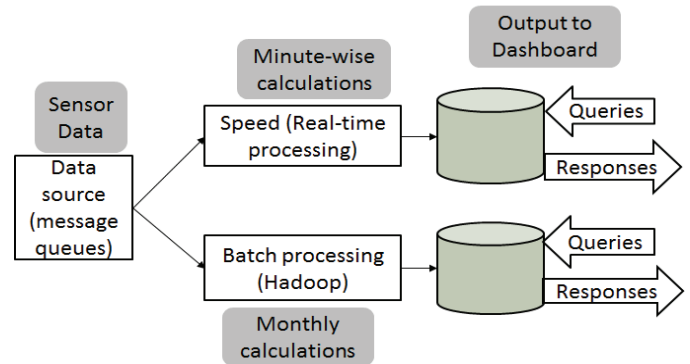 Sensor
Data
Data
source
(message
queues)
Minute-wise
calculations
Speed (Real-time
processing)
Batch processing
(Hadoop)
Monthly
calculations
Output to
Dashboard
Queries
Responses
Queries
Responses